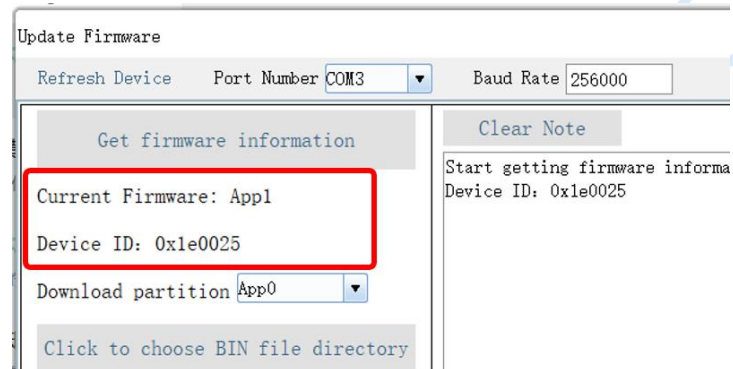 Update Firmware
Refresh Device Port Number COM3 Baud Rate 256000
Get firmware information
Current Firmware: App1
Device ID: 0x1e0025
Download partition App0
Click to choose BIN file directory
Clear Note
Start getting firmware informa
Device ID: 0x1e0025